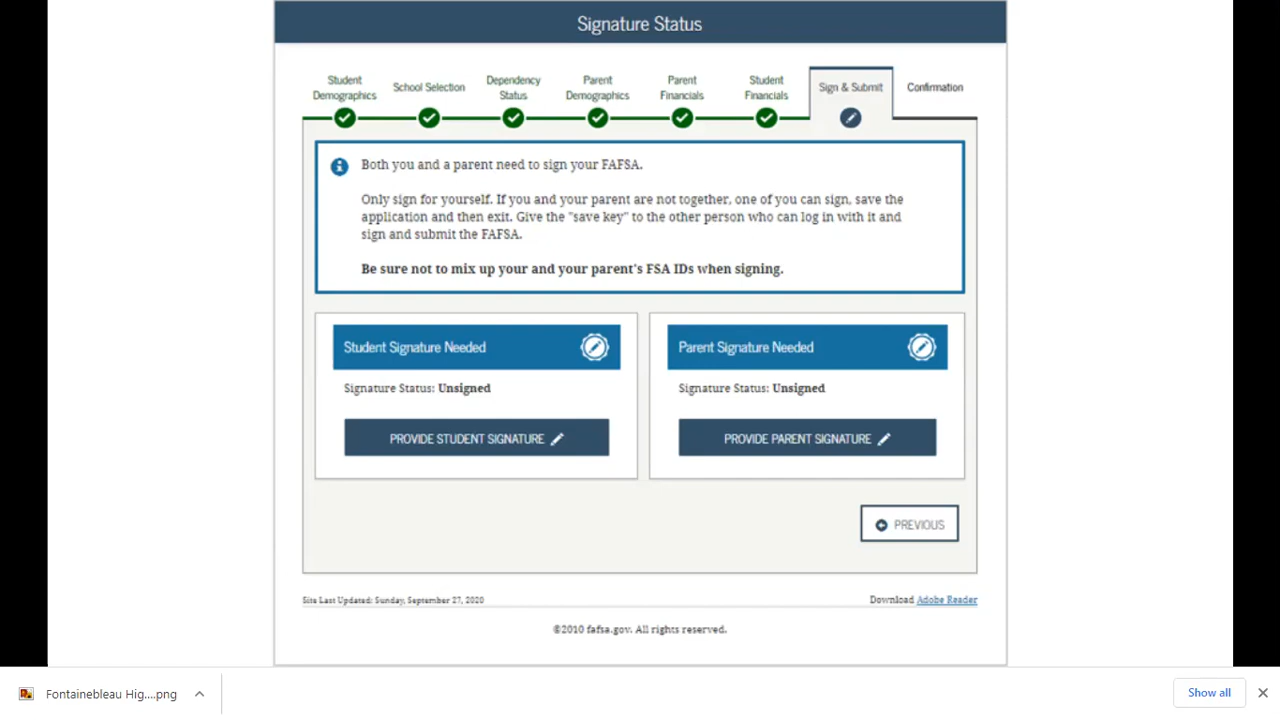 Signature Status
Student Demographics
School Selection
Dependency Status
Parent Demographics
Parent Financials
Student Financials
Sign & Submit
Confirmation
Both you and a parent need to sign your FAFSA.
Only sign for yourself. If you and your parent are not together, one of you can sign, save the
application and then exit. Give the "save key" to the other person who can log in with it and
sign and submit the FAFSA.
Be sure not to mix up your and your parent's FSA IDs when signing.
Student Signature Needed
Signature Status: Unsigned
PROVIDE STUDENT SIGNATURE
Parent Signature Needed
Signature Status: Unsigned
PROVIDE PARENT SIGNATURE
PREVIOUS
Site Last Updated: Sunday, September 27, 2020
Download Adobe Reader
©2010 fafsa.gov. All rights reserved.
Fontainebleau Hig....png
Show all